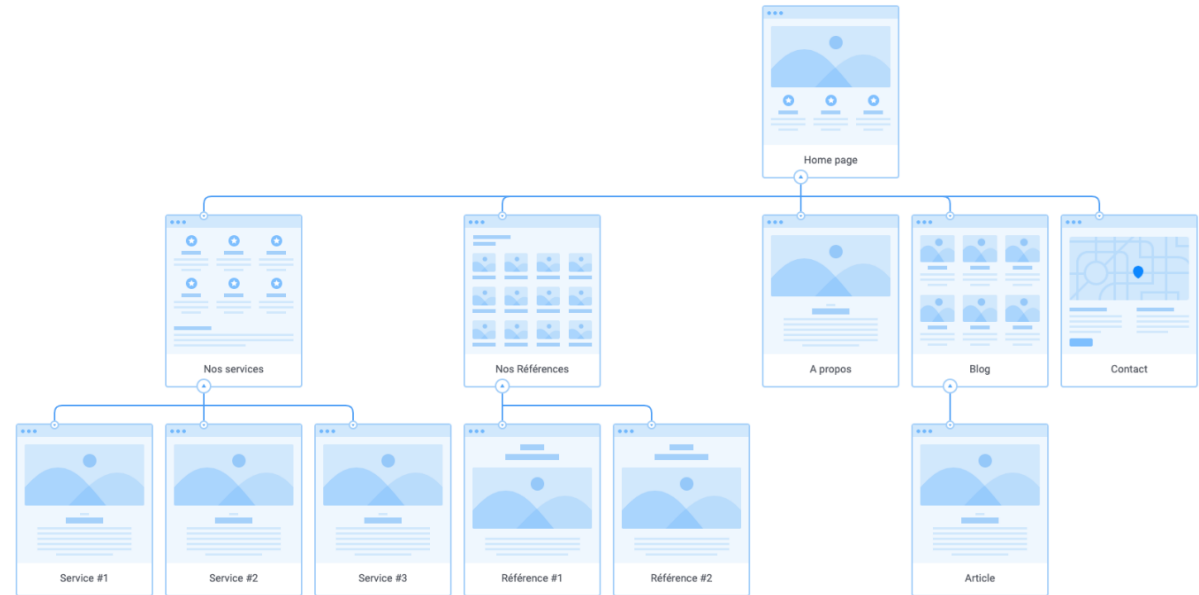 Home page
Nos services
Nos Références
A propos
Blog
Contact
Service #1
Service #2
Service #3
Référence #1
Référence #2
Article